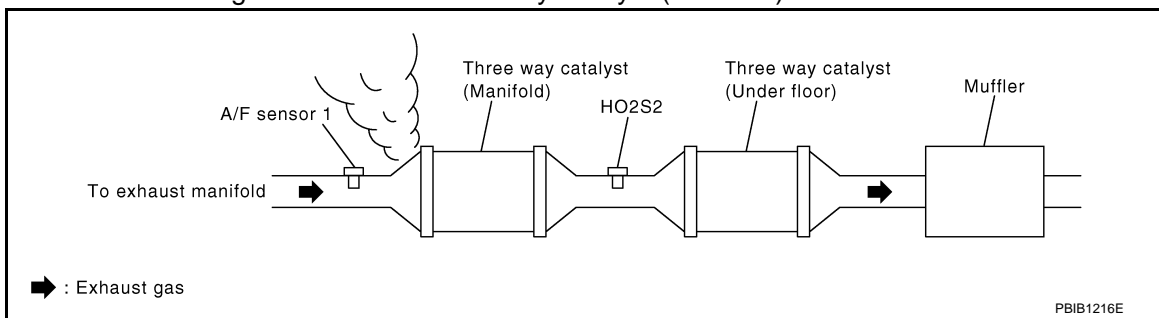 Three way catalyst
(Manifold)
Three way catalyst
(Under floor)
Muffler
A/F sensor 1
HO2S2
To exhaust manifold
: Exhaust gas
PBIB1216E